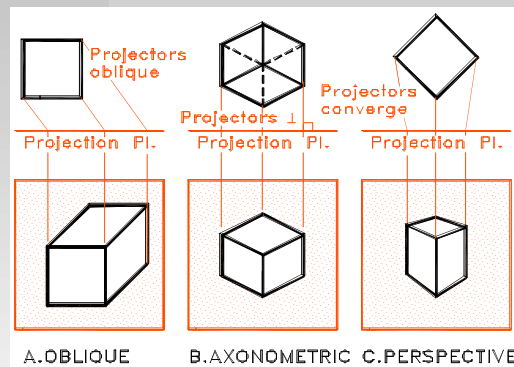 Projectors
oblique
Projection Pl.
Projectors ⊥
Projection Pl.
Projectors
converge
Projection Pl.
A.OBLIQUE
B.AXONOMETRIC
C.PERSPECTIVE